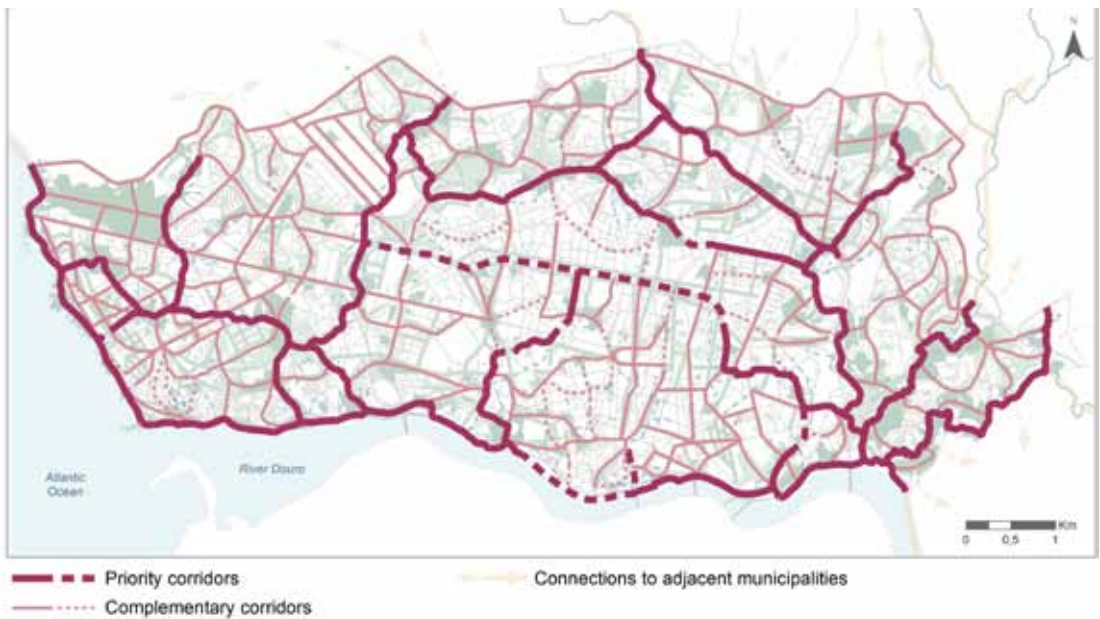 N
Atlantic
Ocean
River Douro
Km
0 0,5 1
Priority corridors
Connections to adjacent municipalities
Complementary corridors